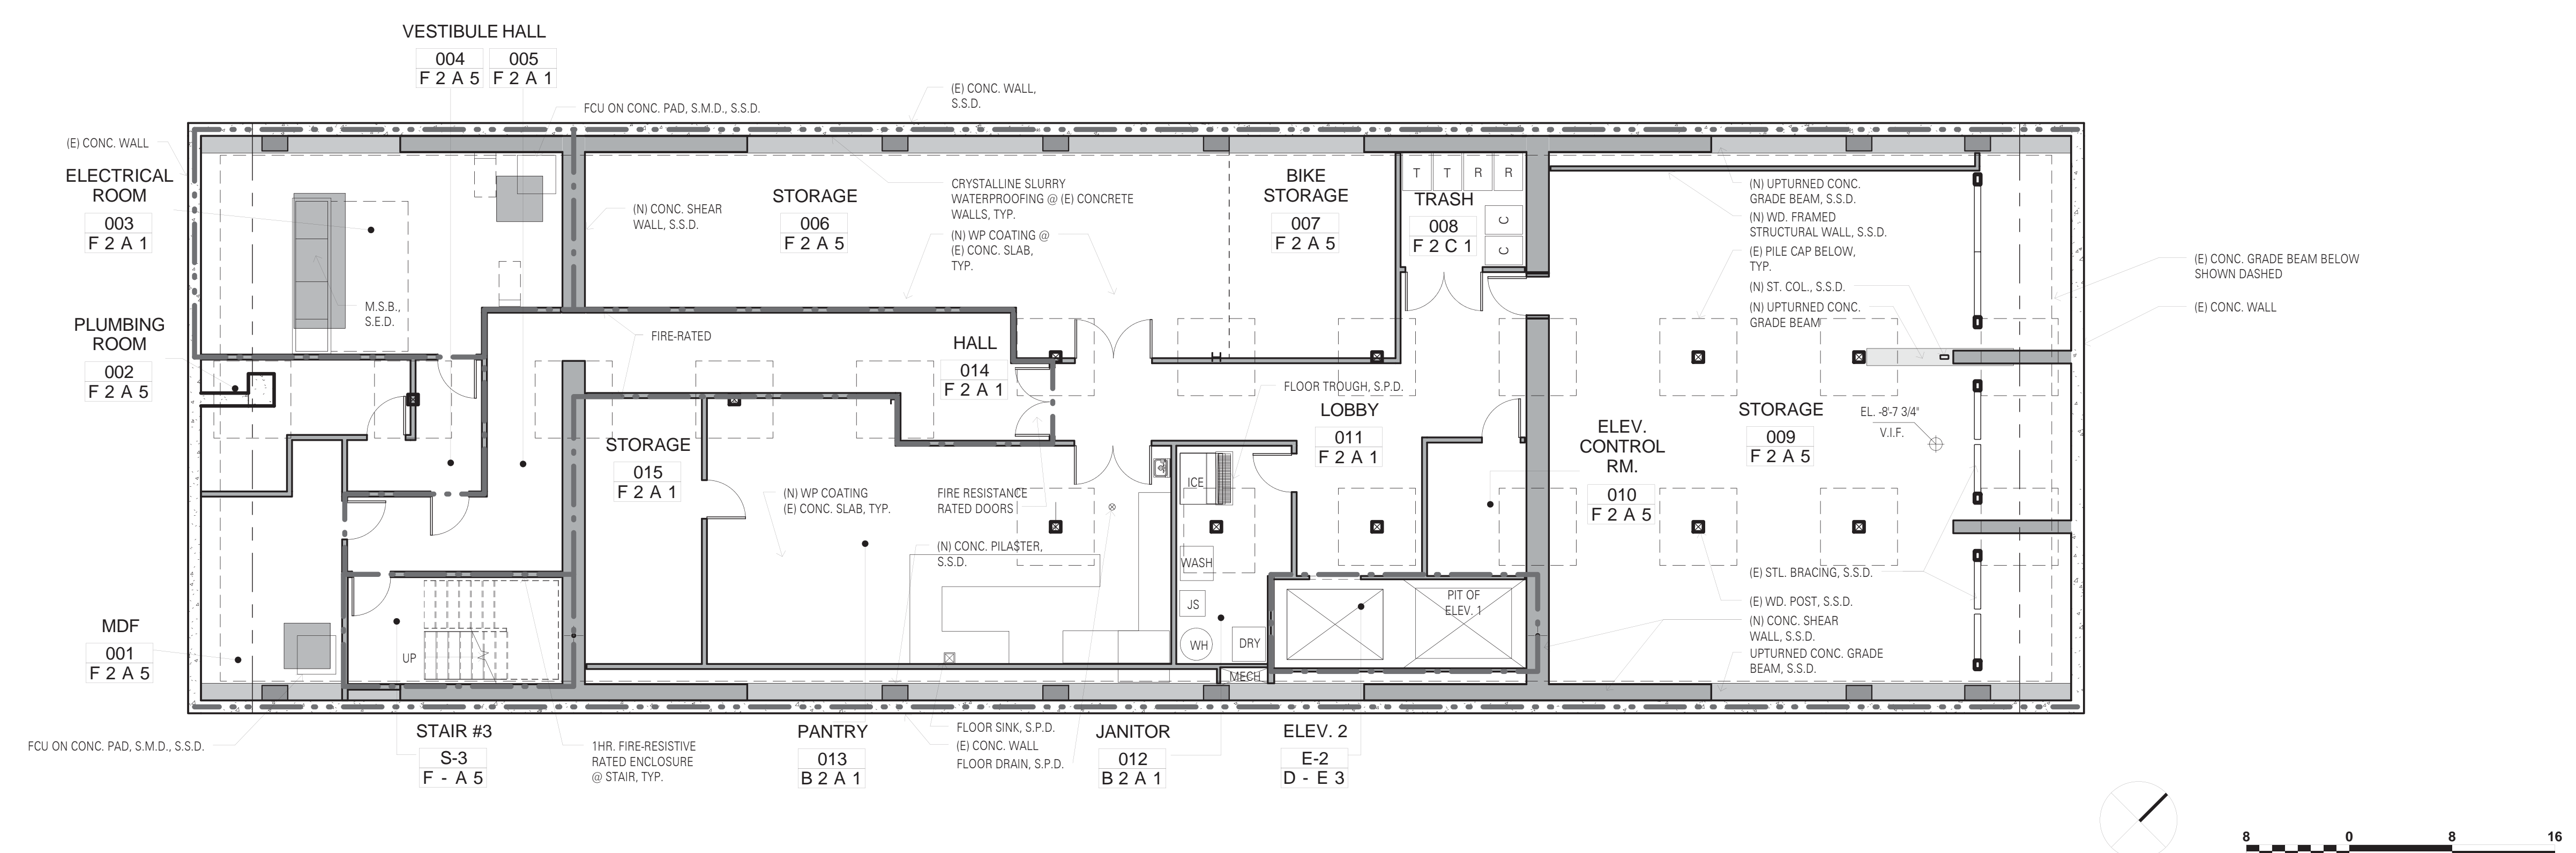 VESTIBULE HALL
004
F 2 A 5
005
F 2 A 1
FCU ON CONC. PAD, S.M.D., S.S.D.
(E) CONC. WALL,
S.S.D.
(E) CONC. WALL
ELECTRICAL
ROOM
003
F 2 A 1
M.S.B.,
S.E.D.
PLUMBING
ROOM
002
F 2 A 5
MDF
001
F 2 A 5
FCU ON CONC. PAD, S.M.D., S.S.D.
(N) CONC. SHEAR
WALL, S.S.D.
STORAGE
006
F 2 A 5
CRYSTALLINE SLURRY
WATERPROOFING @ (E) CONCRETE
WALLS, TYP.
(N) WP COATING @
(E) CONC. SLAB,
TYP.
BIKE
STORAGE
007
F 2 A 5
TRASH
008
F 2 C 1
T
T
R
R
C
C
(N) UPTURNED CONC.
GRADE BEAM, S.S.D.
(N) WD. FRAMED
STRUCTURAL WALL, S.S.D.
(E) PILE CAP BELOW,
TYP.
(N) ST. COL., S.S.D.
(N) UPTURNED CONC.
GRADE BEAM
(E) CONC. GRADE BEAM BELOW
SHOWN DASHED
(E) CONC. WALL
FIRE-RATED
HALL
014
F 2 A 1
FLOOR TROUGH, S.P.D.
LOBBY
011
F 2 A 1
ELEV.
CONTROL
RM.
010
F 2 A 5
STORAGE
009
F 2 A 5
EL. -8'-7 3/4"
V.I.F.
STORAGE
015
F 2 A 1
(N) WP COATING
(E) CONC. SLAB, TYP.
FIRE RESISTANCE
RATED DOORS
(N) CONC. PILASTER,
S.S.D.
ICE
WASH
JS
WH
DRY
MECH
PIT OF
ELEV. 1
(E) STL. BRACING, S.S.D.
(E) WD. POST, S.S.D.
(N) CONC. SHEAR
WALL, S.S.D.
UPTURNED CONC. GRADE
BEAM, S.S.D.
UP
STAIR #3
S-3
F - A 5
1HR. FIRE-RESISTIVE
RATED ENCLOSURE
@ STAIR, TYP.
PANTRY
013
B 2 A 1
FLOOR SINK, S.P.D.
(E) CONC. WALL
FLOOR DRAIN, S.P.D.
JANITOR
012
B 2 A 1
ELEV. 2
E-2
D - E 3
8
0
8
16